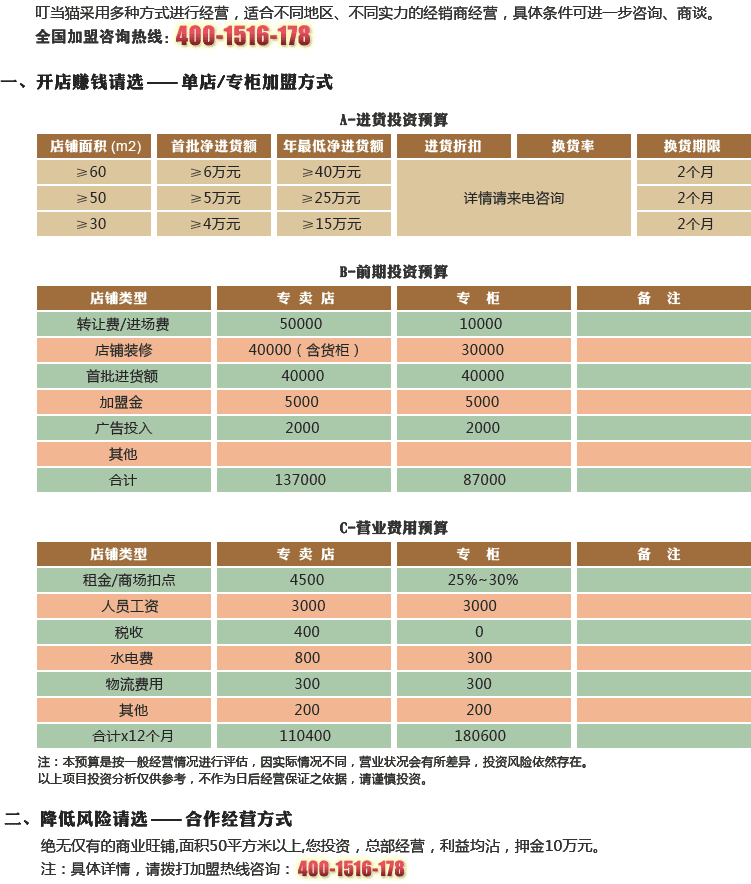 叮当猫采用多种方式进行经营，适合不同地区、不同实力的经销商经营，具体条件可进一步咨询、商谈。
全国加盟咨询热线：400-1516-178
一、开店赚钱请选——单店/专柜加盟方式
A-进货投资预算
店铺面积(m2) 首批净进货额 年最低净进货额 进货折扣 换货率 换货期限
≥60 ≥6万元 ≥40万元 2个月
≥50 ≥5万元 ≥25万元 详情请来电咨询 2个月
≥30 ≥4万元 ≥15万元 2个月
B-前期投资预算
店铺类型 专 卖 店 专 柜 备 注
转让费/进场费 50000 10000
店铺装修 40000（含货柜） 30000
首批进货额 40000 40000
加盟金 5000 5000
广告投入 2000 2000
其他
合计 137000 87000
C-营业费用预算
店铺类型 专 卖 店 专 柜 备 注
租金/商场扣点 4500 25%~30%
人员工资 3000 3000
税收 400 0
水电费 800 300
物流费用 300 300
其他 200 200
合计x12个月 110400 180600
注：本预算是按一般经营情况进行评估，因实际情况不同，营业状况会有所差异，投资风险依然存在。
以上项目投资分析仅供参考，不作为日后经营保证之依据，请谨慎投资。
二、降低风险请选——合作经营方式
绝无仅有的商业旺铺,面积50平方米以上,您投资，总部经营，利益均沾，押金10万元。
注：具体详情，请拨打加盟热线咨询：400-1516-178